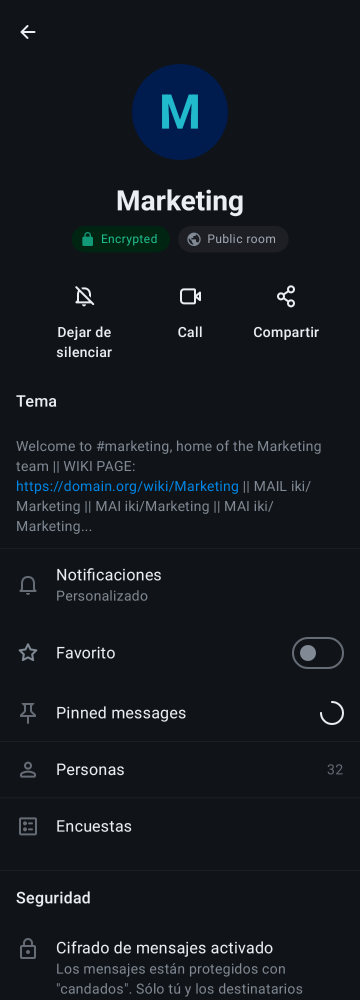 M
Marketing
Encrypted
Public room
Dejar de
silenciar
Call
Compartir
Tema
Welcome to #marketing, home of the Marketing
team || WIKI PAGE:
https://domain.org/wiki/Marketing || MAIL iki/
Marketing || MAI iki/Marketing || MAI iki/
Marketing...
Notificaciones
Personalizado
Favorito
Pinned messages
Personas
32
Encuestas
Seguridad
Cifrado de mensajes activado
Los mensajes están protegidos con
"candados". Sólo tú y los destinatarios